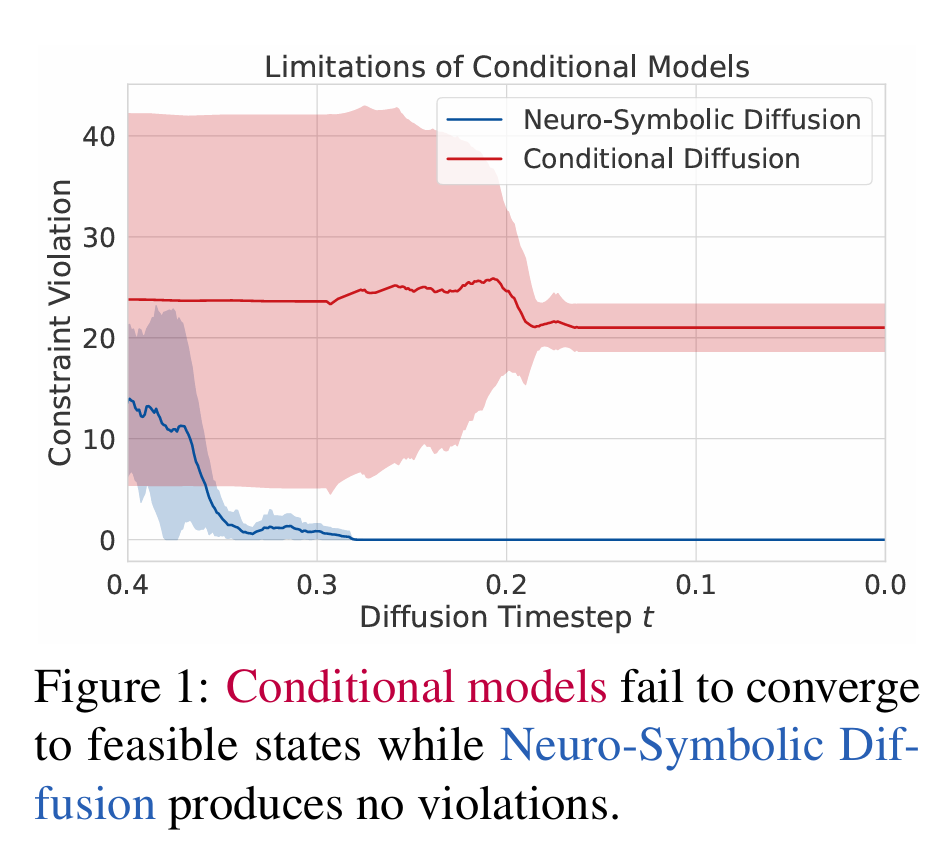 Limitations of Conditional Models
Neuro-Symbolic Diffusion
Conditional Diffusion
Constraint Violation
40
30
20
10
0
0.4 0.3 0.2 0.1 0.0
Diffusion Timestep t
Figure 1: Conditional models fail to converge
to feasible states while Neuro-Symbolic Dif-
fusion produces no violations.